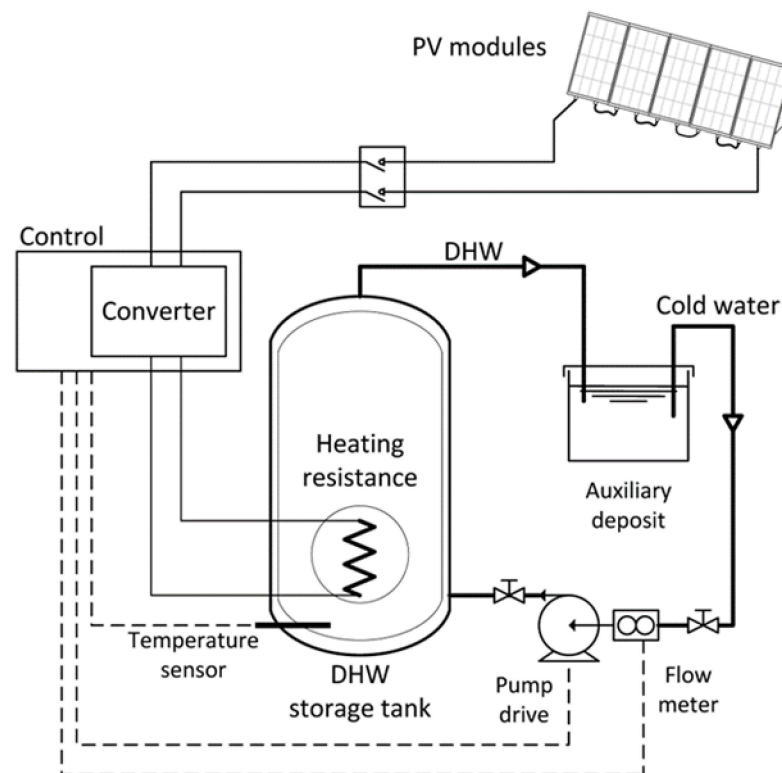 PV modules
Control
Converter
DHW
Cold water
Heating
resistance
Auxiliary
deposit
Temperature
sensor
DHW
storage tank
Pump
drive
Flow
meter